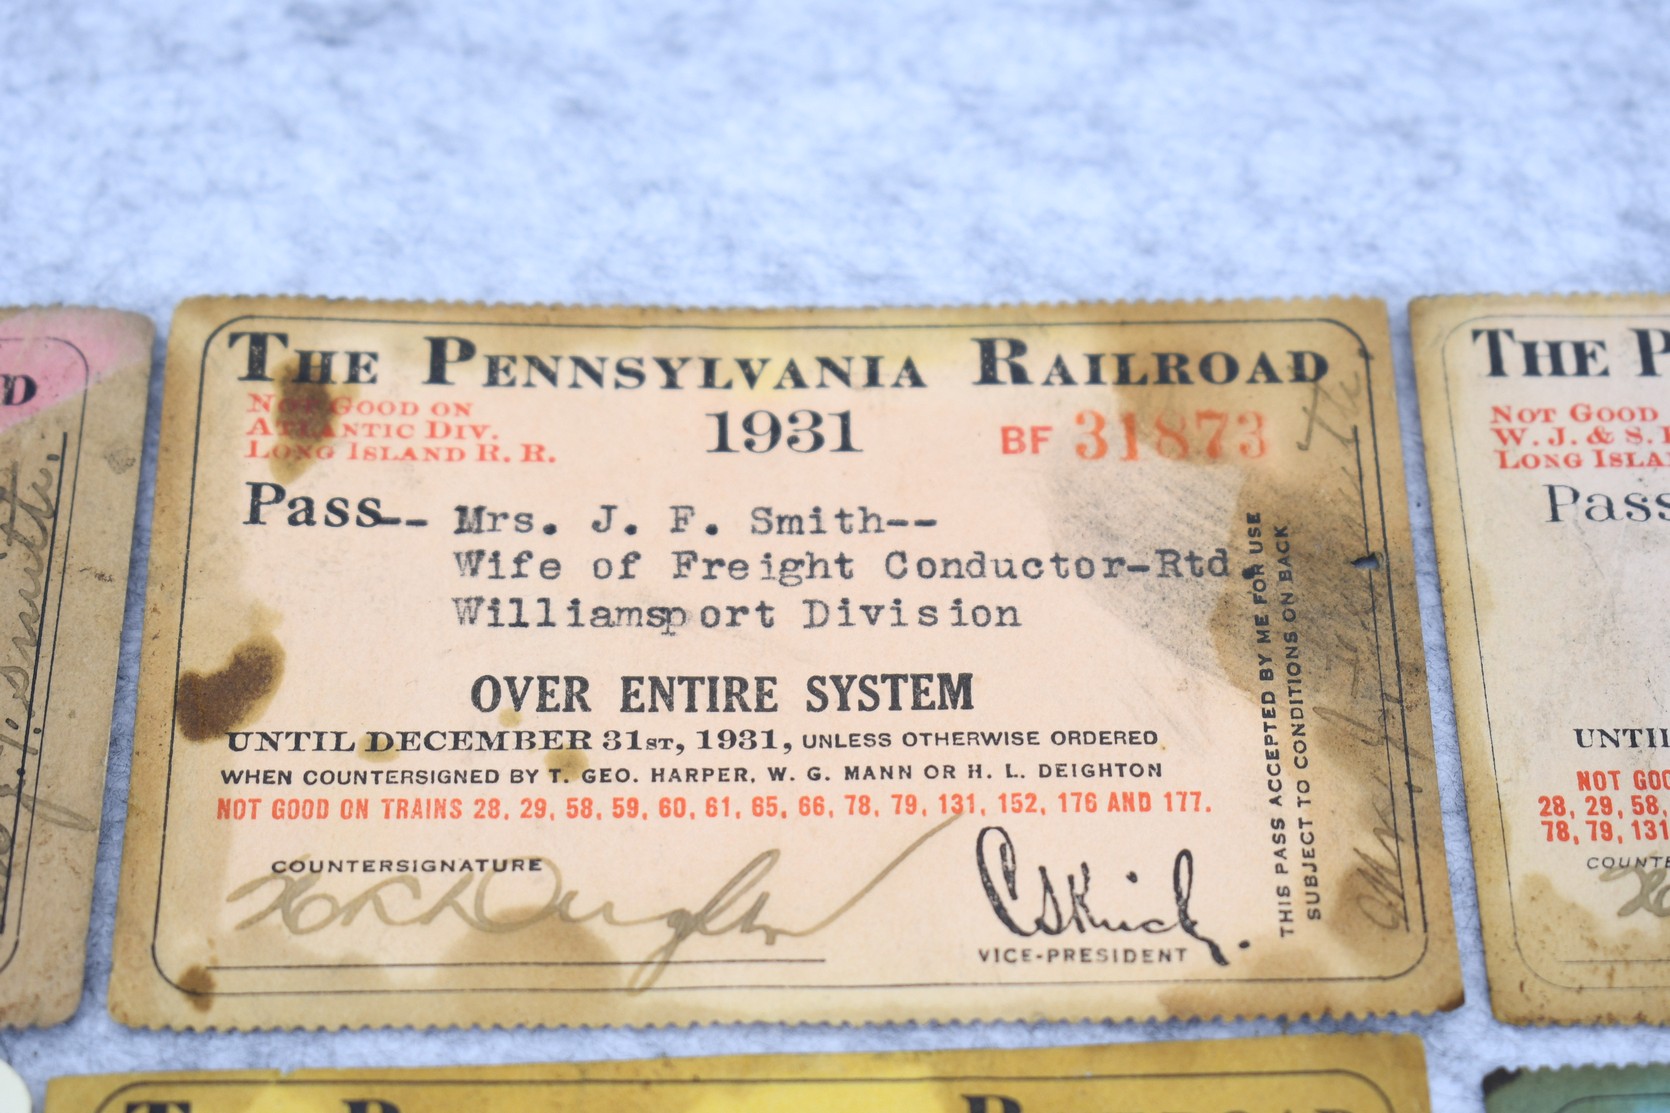 THE PENNSYLVANIA RAILROAD
NOT GOOD ON
ATLANTIC DIV.
LONG ISLAND R. R.
1931
BF 31873
Pass-- Mrs. J. F. Smith--
Wife of Freight Conductor-Rtd.
Williamsport Division
OVER ENTIRE SYSTEM
UNTIL DECEMBER 31ST, 1931, UNLESS OTHERWISE ORDERED
WHEN COUNTERSIGNED BY T. GEO. HARPER, W. G. MANN OR H. L. DEIGHTON
NOT GOOD ON TRAINS 28, 29, 58, 59, 60, 61, 65, 66, 78, 79, 131, 152, 176 AND 177.
COUNTERSIGNATURE
VICE-PRESIDENT
THIS PASS ACCEPTED BY ME FOR USE
SUBJECT TO CONDITIONS ON BACK
D
J. F. Smith.
THE P
NOT GOOD
W. J. & S.
LONG ISLA
Pass
UNTI
NOT GOO
28, 29, 58,
78, 79, 131
COUNTE